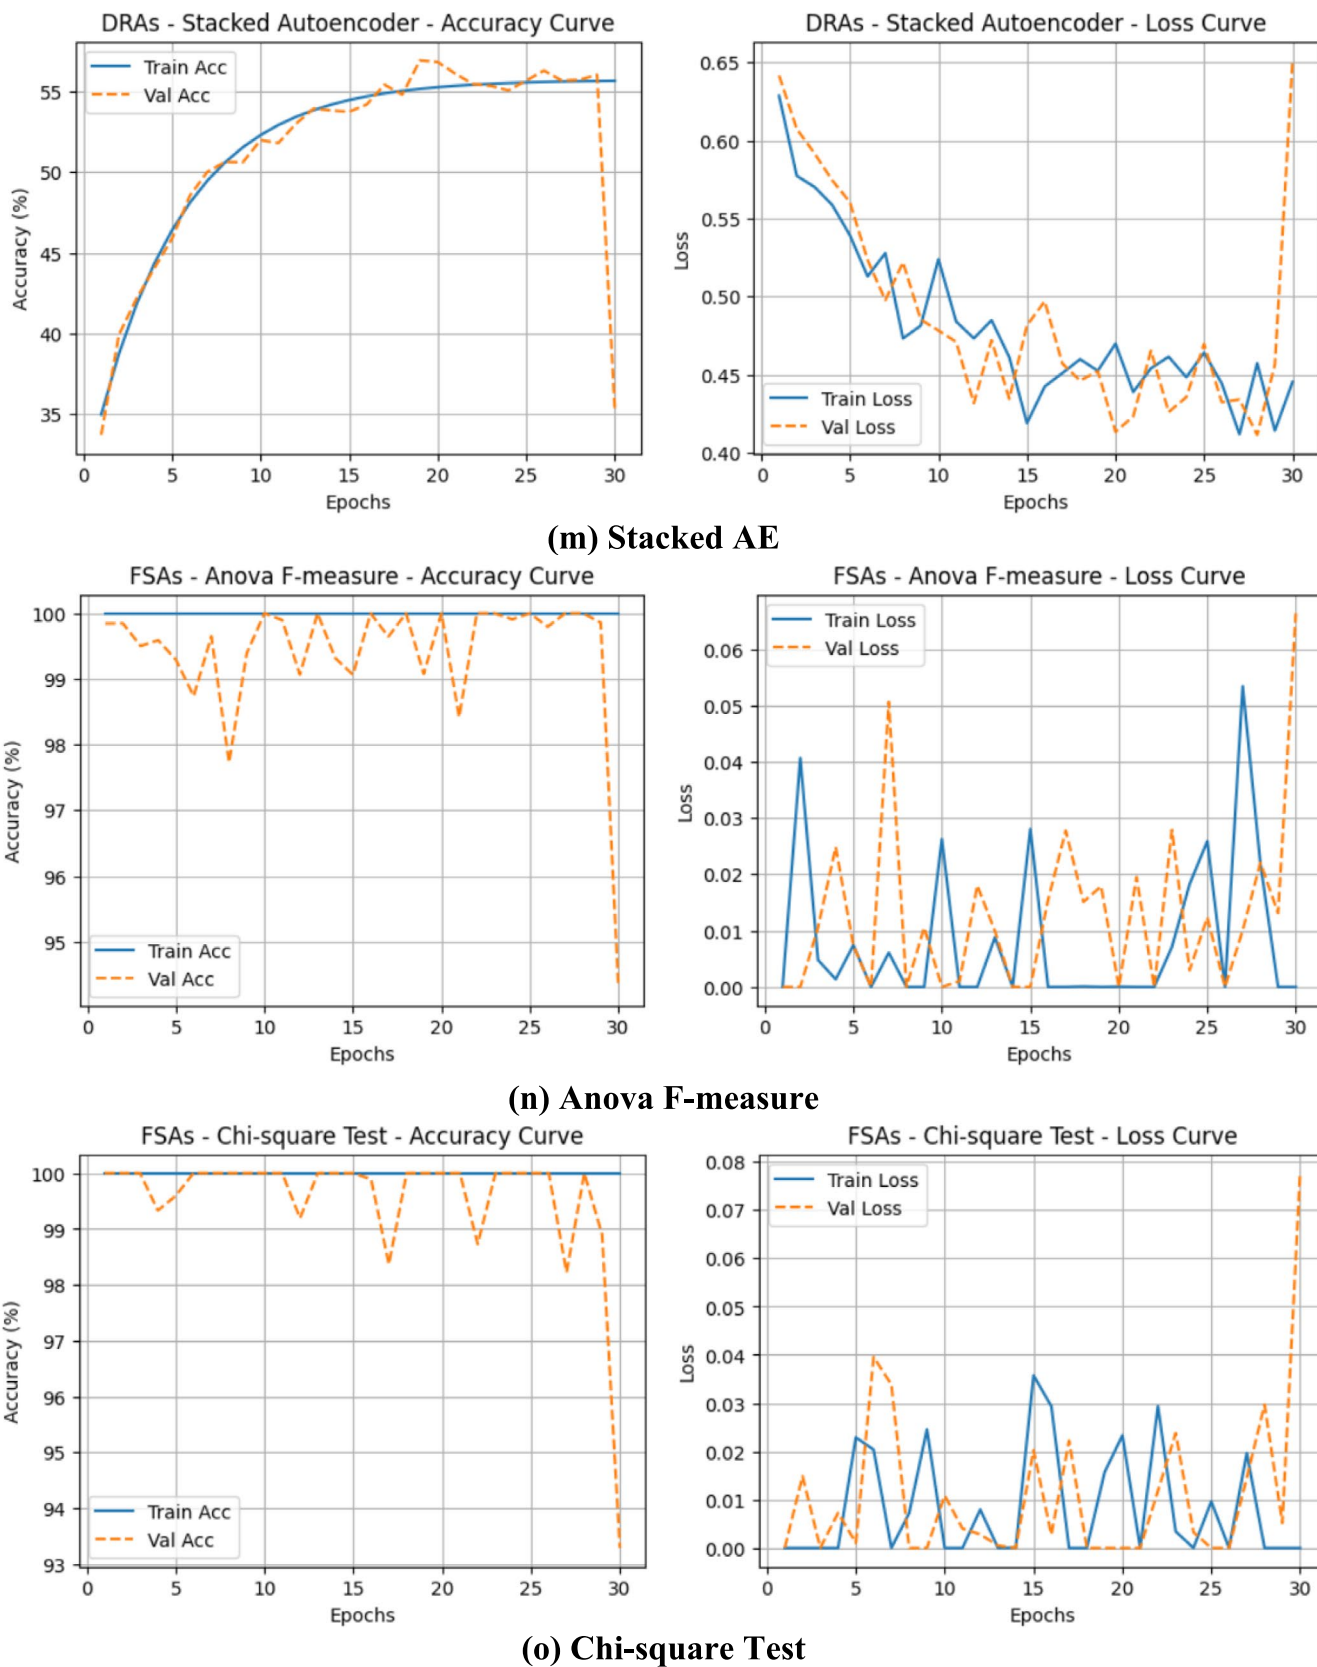 DRAs - Stacked Autoencoder - Accuracy Curve
Train Acc
Val Acc
Accuracy (%)
55
50
45
40
35
0 5 10 15 20 25 30
Epochs
DRAs - Stacked Autoencoder - Loss Curve
Loss
0.65
0.60
0.55
0.50
0.45
0.40
Train Loss
Val Loss
0 5 10 15 20 25 30
Epochs
(m) Stacked AE
FSAs - Anova F-measure - Accuracy Curve
Accuracy (%)
100
99
98
97
96
95
Train Acc
Val Acc
0 5 10 15 20 25 30
Epochs
FSAs - Anova F-measure - Loss Curve
Train Loss
Val Loss
Loss
0.06
0.05
0.04
0.03
0.02
0.01
0.00
0 5 10 15 20 25 30
Epochs
(n) Anova F-measure
FSAs - Chi-square Test - Accuracy Curve
Accuracy (%)
100
99
98
97
96
95
94
93
Train Acc
Val Acc
0 5 10 15 20 25 30
Epochs
FSAs - Chi-square Test - Loss Curve
Train Loss
Val Loss
Loss
0.08
0.07
0.06
0.05
0.04
0.03
0.02
0.01
0.00
0 5 10 15 20 25 30
Epochs
(o) Chi-square Test